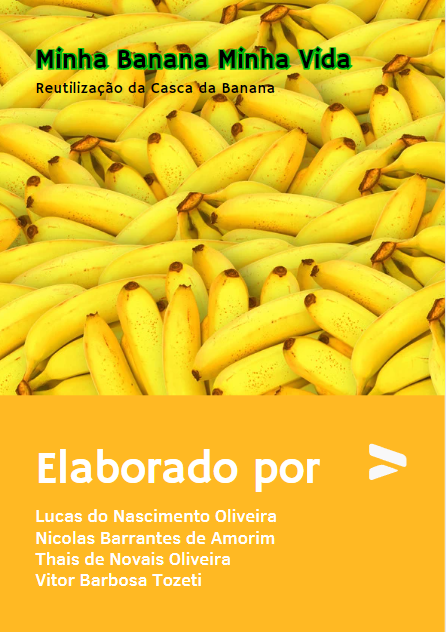 Minha Banana Minha Vida
Reutilização da Casca da Banana
Elaborado por
Lucas do Nascimento Oliveira
Nicolas Barrantes de Amorim
Thais de Novais Oliveira
Vitor Barbosa Tozeti